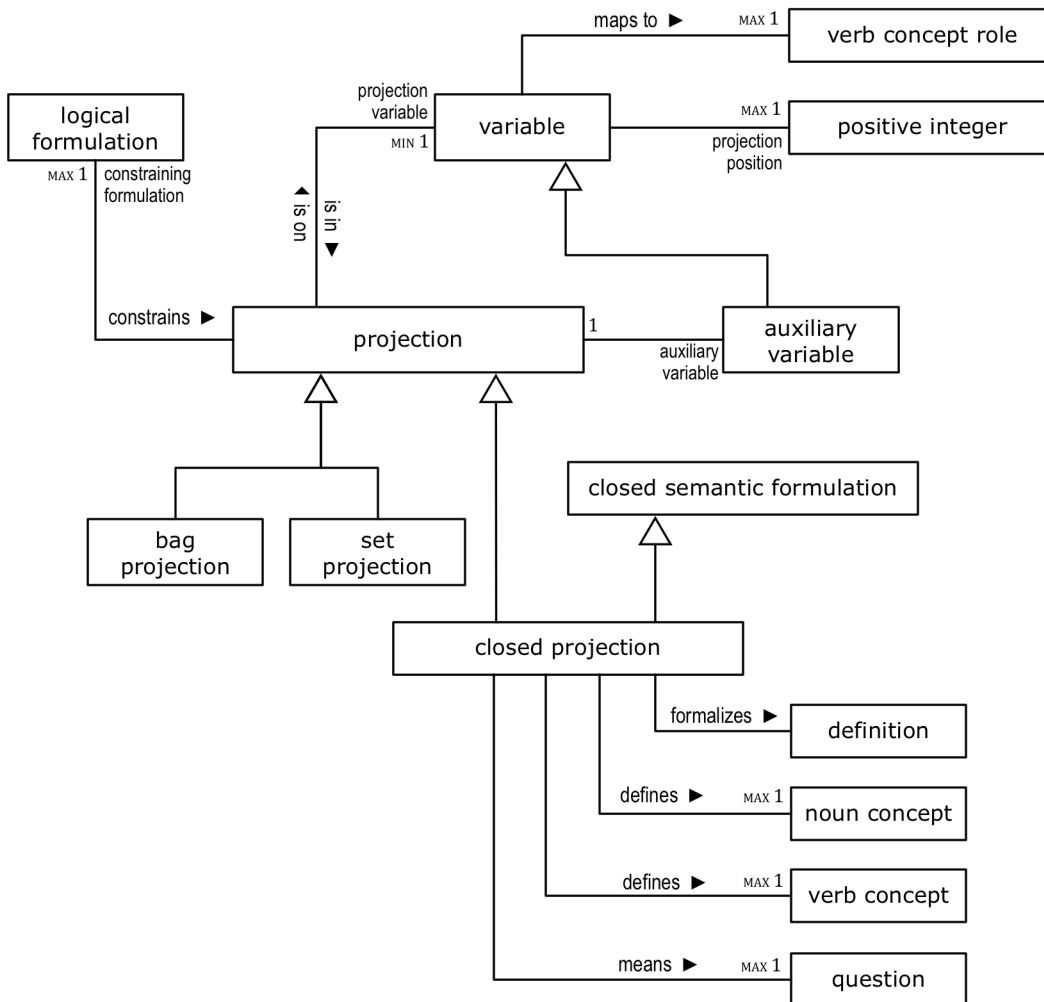 maps to ►
MAX 1
verb concept role
logical
formulation
projection
variable
MIN 1
variable
MAX 1
projection
position
positive integer
MAX 1
constraining
formulation
◄ is on
is in ►
constrains ►
projection
1
auxiliary
variable
auxiliary
variable
closed semantic formulation
bag
projection
set
projection
closed projection
formalizes ►
definition
defines ►
MAX 1
noun concept
defines ►
MAX 1
verb concept
means ►
MAX 1
question